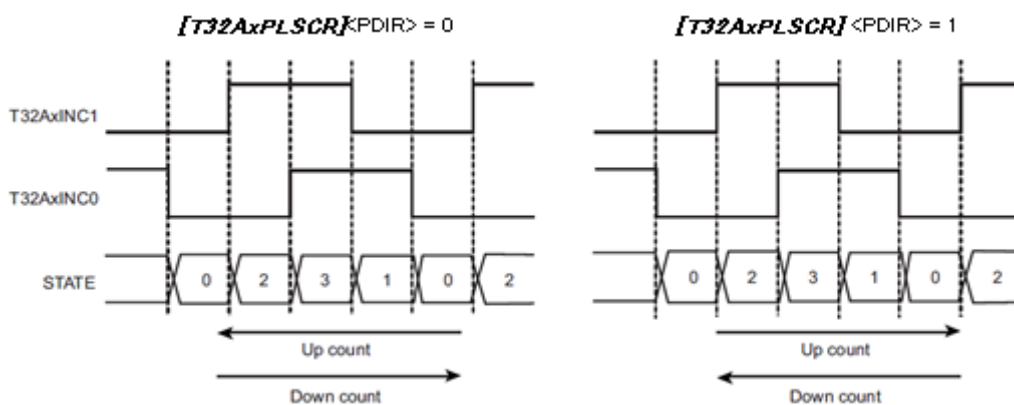 [T32AxPLSCR]<PDIR> = 0
T32AxINC1
T32AxINC0
STATE
0 2 3 1 0 2
Up count
Down count
[T32AxPLSCR] <PDIR> = 1
0 2 3 1 0 2
Up count
Down count